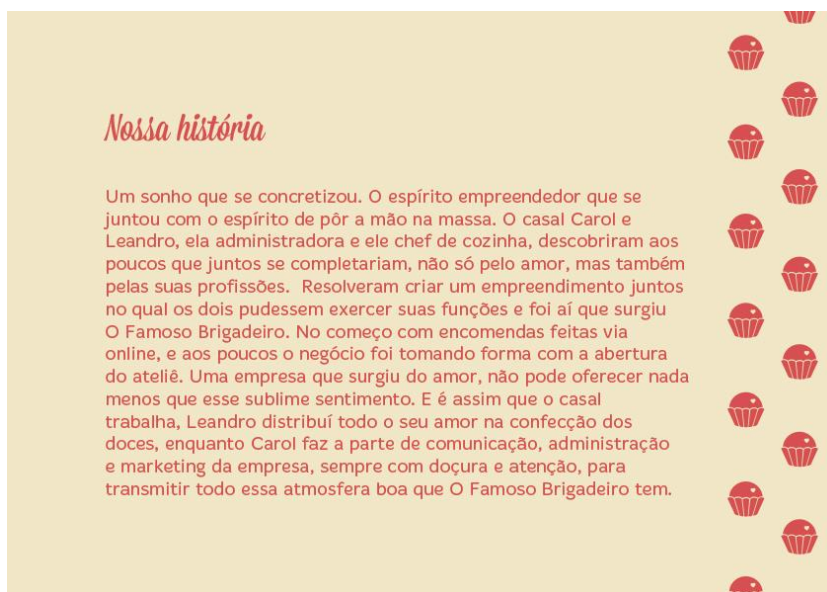 Nossa história
Um sonho que se concretizou. O espírito empreendedor que se
juntou com o espírito de pôr a mão na massa. O casal Carol e
Leandro, ela administradora e ele chef de cozinha, descobriram aos
poucos que juntos se completariam, não só pelo amor, mas também
pelas suas profissões.  Resolveram criar um empreendimento juntos
no qual os dois pudessem exercer suas funções e foi aí que surgiu
O Famoso Brigadeiro. No começo com encomendas feitas via
online, e aos poucos o negócio foi tomando forma com a abertura
do ateliê. Uma empresa que surgiu do amor, não pode oferecer nada
menos que esse sublime sentimento. E é assim que o casal
trabalha, Leandro distribuí todo o seu amor na confecção dos
doces, enquanto Carol faz a parte de comunicação, administração
e marketing da empresa, sempre com doçura e atenção, para
transmitir todo essa atmosfera boa que O Famoso Brigadeiro tem.